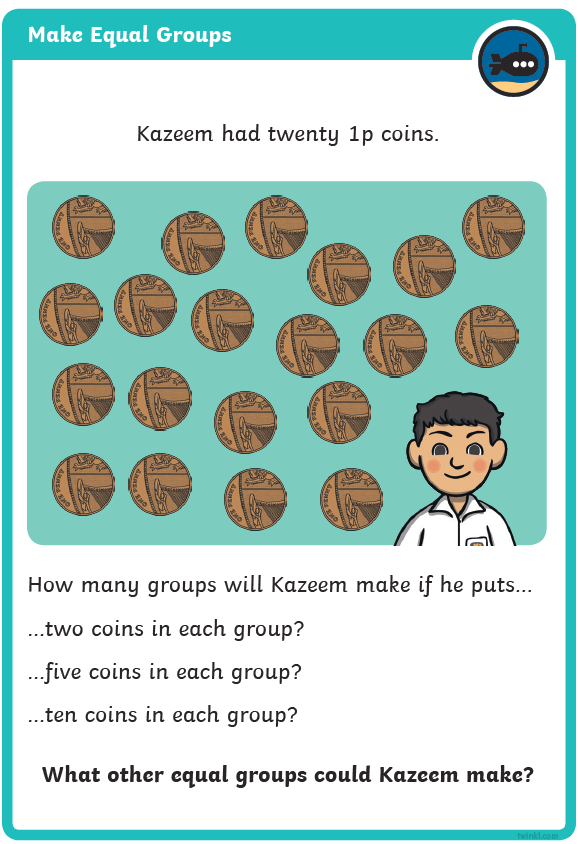 Make Equal Groups
Kazeem had twenty 1p coins.
How many groups will Kazeem make if he puts...
...two coins in each group?
...five coins in each group?
...ten coins in each group?
What other equal groups could Kazeem make?
twinkl.com